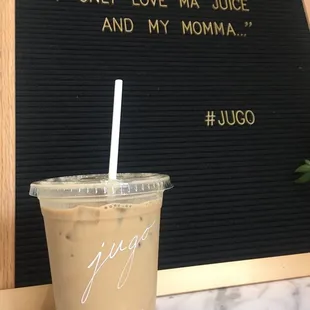 ONLY LOVE MA JUICE
AND MY MOMMA..."
#JUGO
jugo